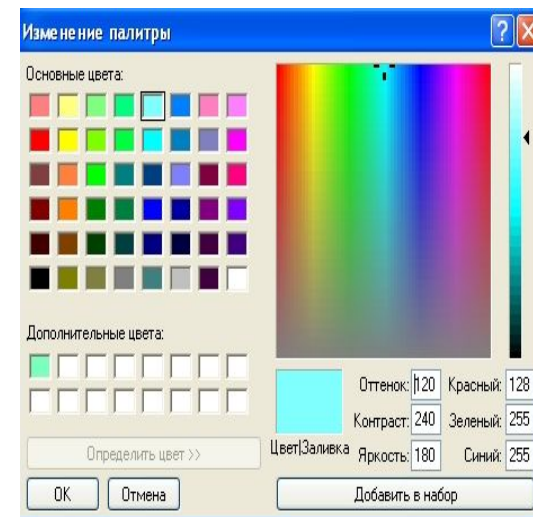 Изменение палитры
Основные цвета:
Дополнительные цвета:
Определить цвет >>
ОК
Отмена
Цвет|Заливка
Оттенок: 120
Контраст: 240
Яркость: 180
Красный: 128
Зеленый: 255
Синий: 255
Добавить в набор